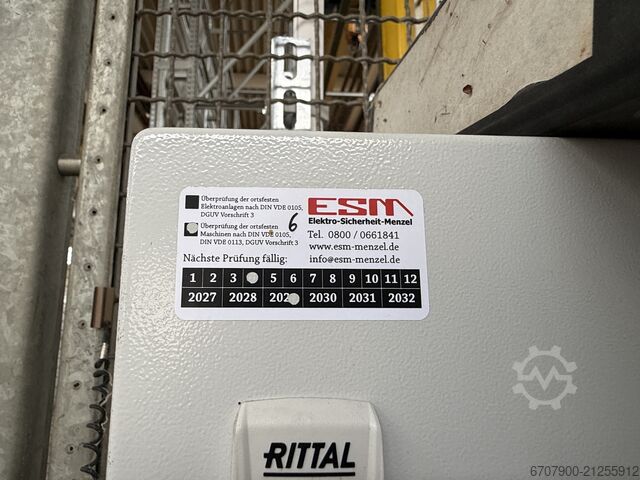 Überprüfung der ortsfesten
Elektroanlagen nach DIN VDE 0105,
DGUV Vorschrift 3
Überprüfung der ortsfesten
Maschinen nach DIN VDE 0105,
DIN VDE 0113, DGUV Vorschrift 3
6
ESM
Elektro-Sicherheit-Menzel
Tel. 0800 / 0661841
www.esm-menzel.de
info@esm-menzel.de
Nächste Prüfung fällig:
1 2 3 5 6 7 8 9 10 11 12
2027 2028 202 2030 2031 2032
RITTAL
6707900-21255912